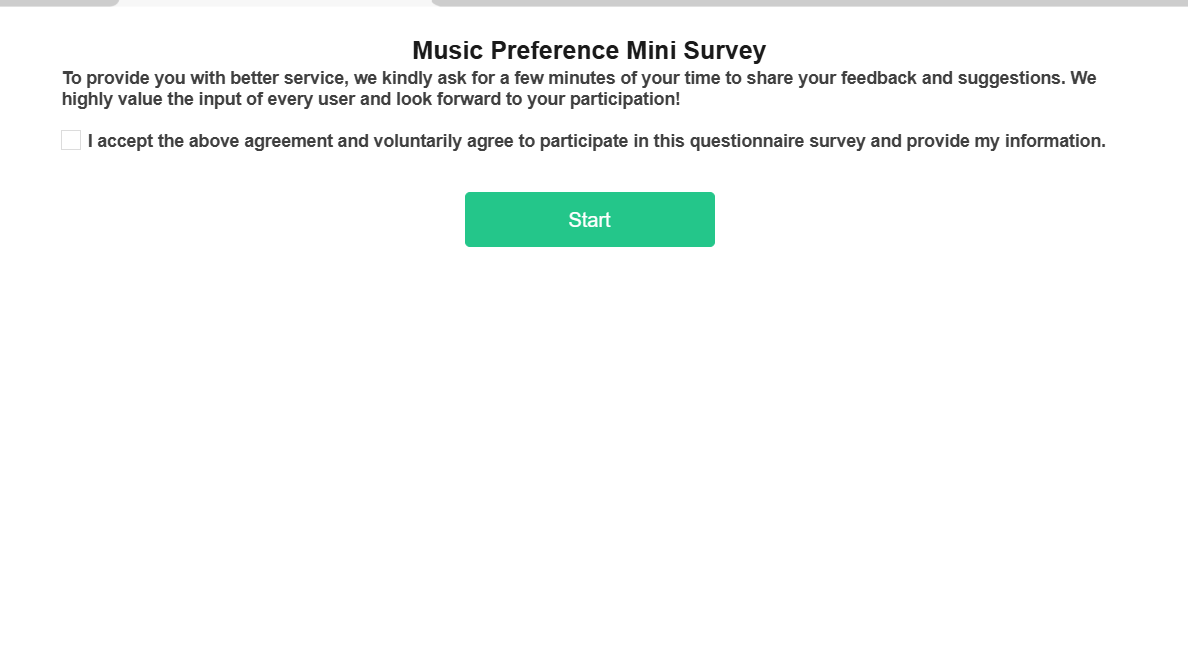 Music Preference Mini Survey
To provide you with better service, we kindly ask for a few minutes of your time to share your feedback and suggestions. We
highly value the input of every user and look forward to your participation!
I accept the above agreement and voluntarily agree to participate in this questionnaire survey and provide my information.
Start